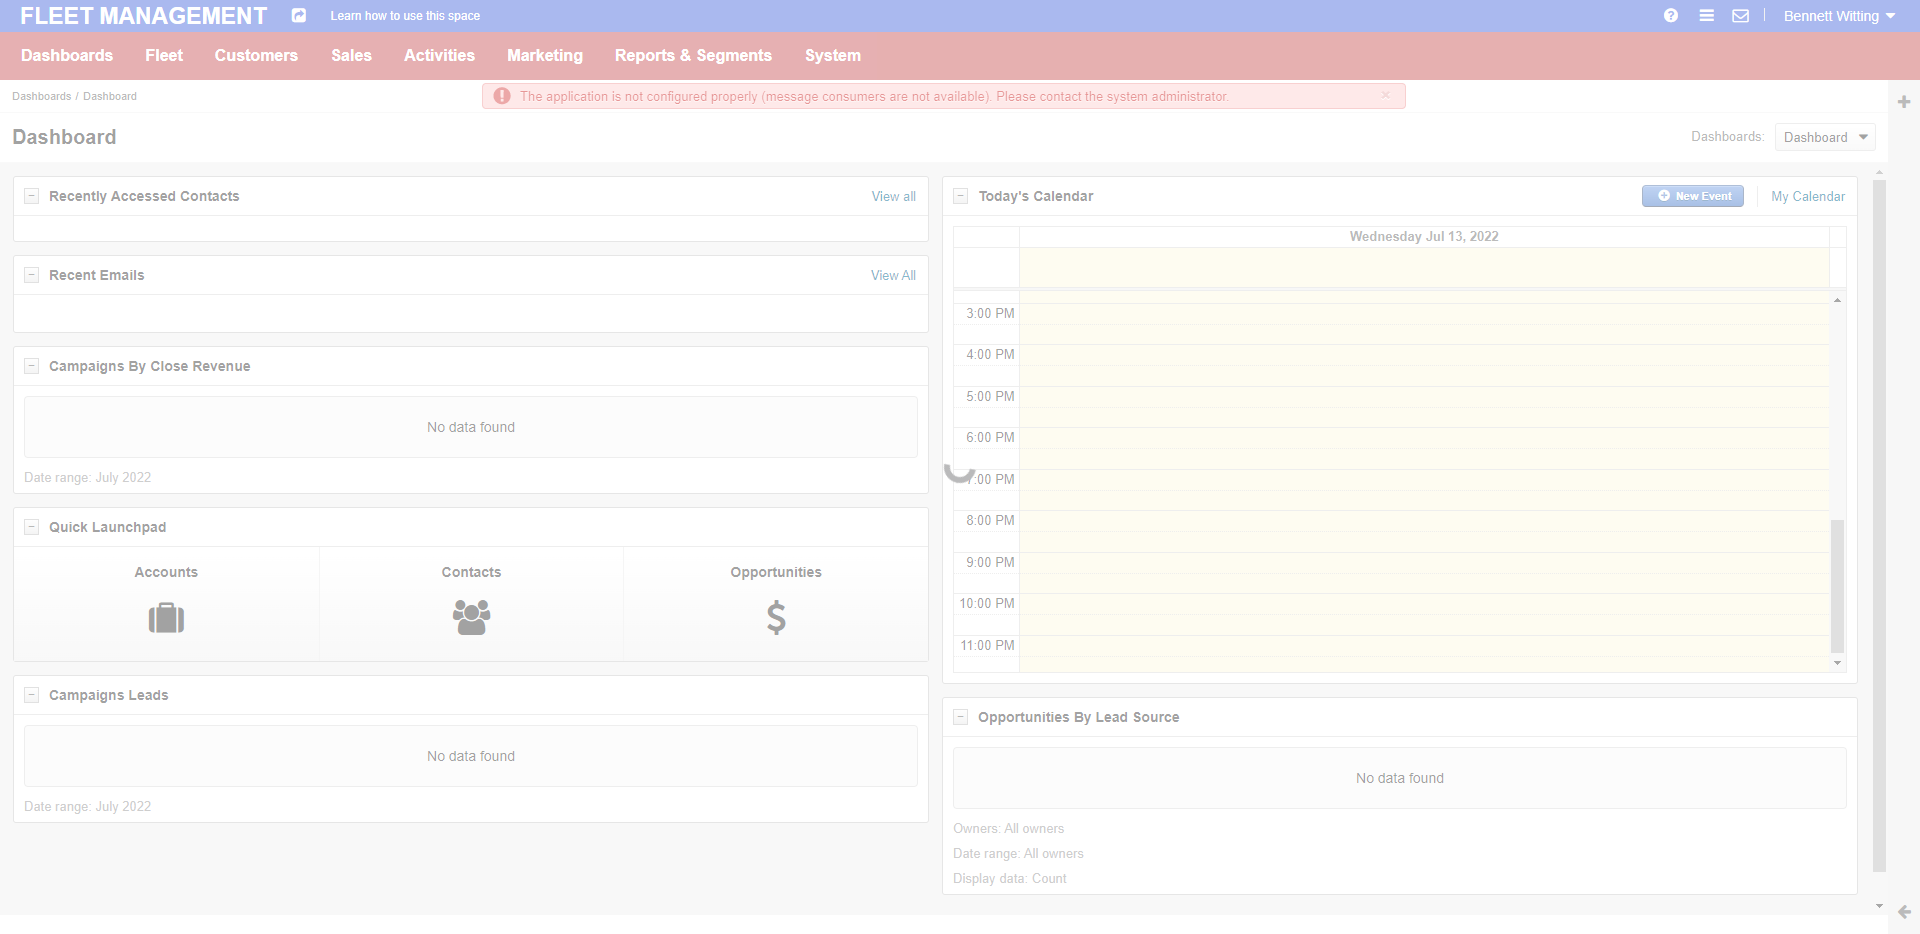 FLEET MANAGEMENT
Learn how to use this space
Bennett Witting
Dashboards
Fleet
Customers
Sales
Activities
Marketing
Reports & Segments
System
Dashboards / Dashboard
The application is not configured properly (message consumers are not available). Please contact the system administrator.
Dashboard
Dashboards:
Dashboard
Recently Accessed Contacts
View all
Recent Emails
View All
Campaigns By Close Revenue
No data found
Date range: July 2022
Quick Launchpad
Accounts
Contacts
Opportunities
Campaigns Leads
No data found
Date range: July 2022
Today's Calendar
New Event
My Calendar
Wednesday Jul 13, 2022
3:00 PM
4:00 PM
5:00 PM
6:00 PM
7:00 PM
8:00 PM
9:00 PM
10:00 PM
11:00 PM
Opportunities By Lead Source
No data found
Owners: All owners
Date range: All owners
Display data: Count